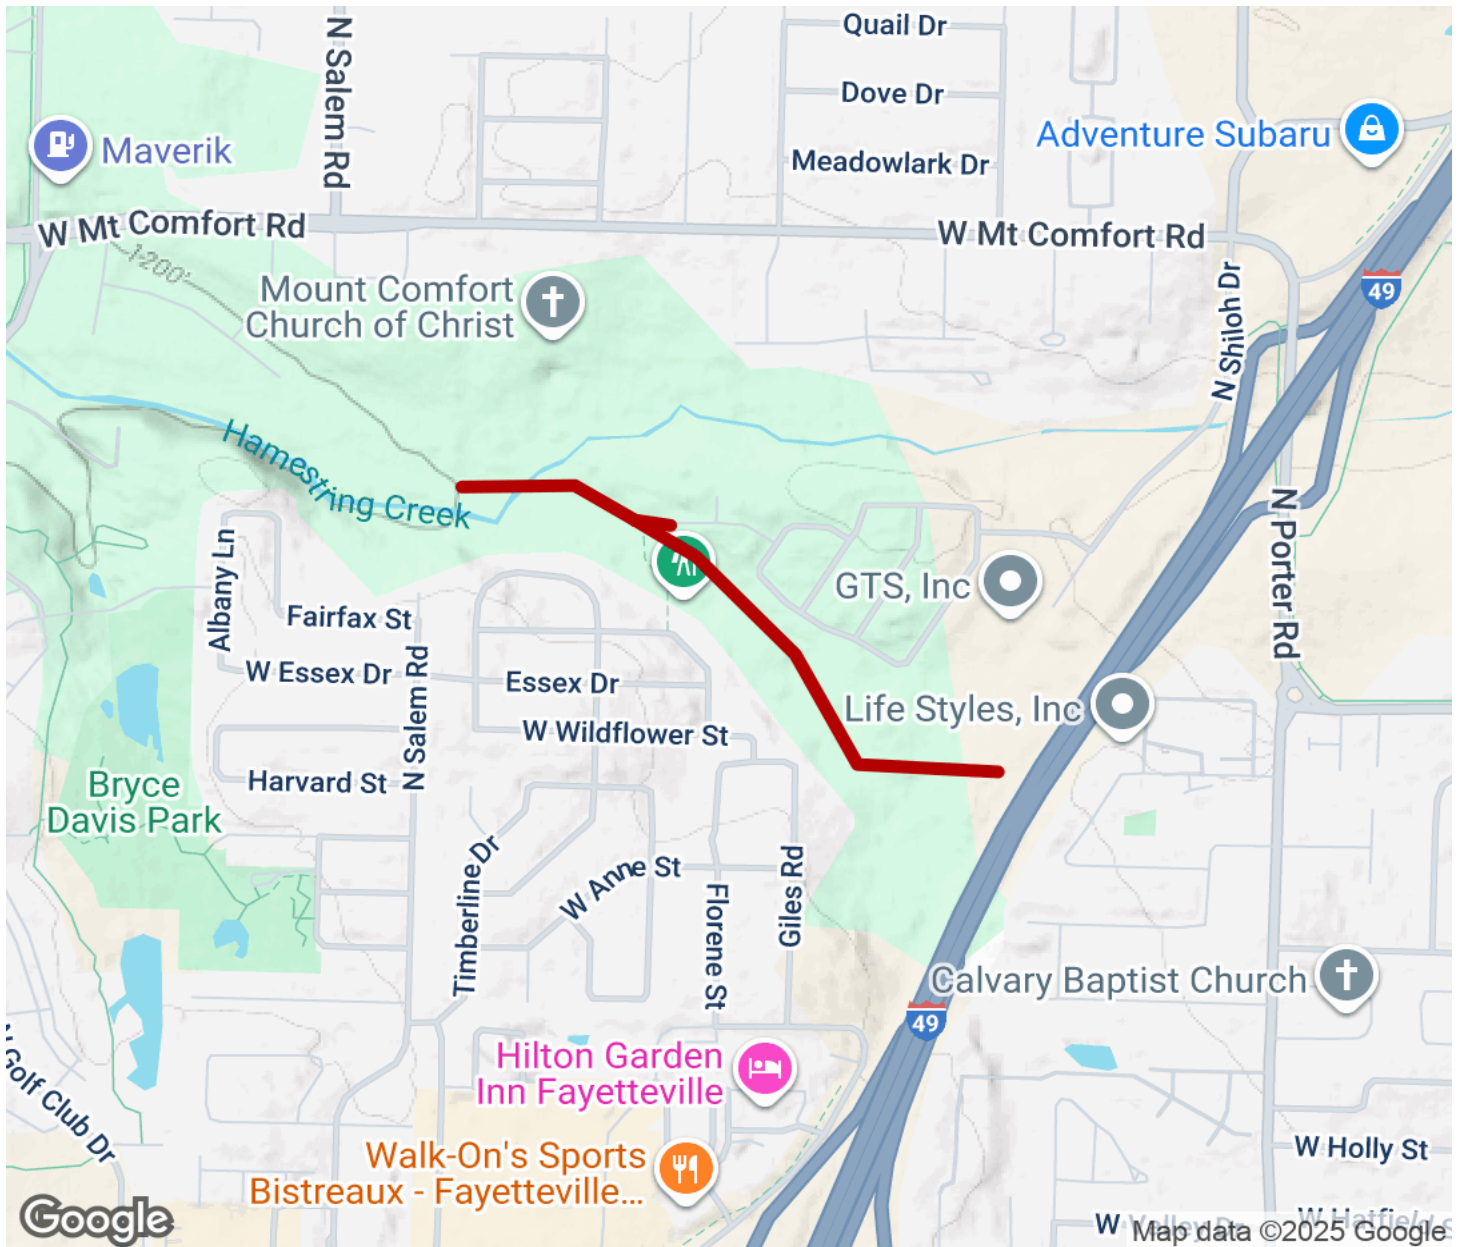 Quail Dr
N Salem Rd
Dove Dr
Adventure Subaru
Maverik
Meadowlark Dr
W Mt Comfort Rd
W Mt Comfort Rd
1200'
Mount Comfort
Church of Christ
49
N Shiloh Dr
Hamestring Creek
N Porter Rd
GTS, Inc
Albany Ln
Fairfax St
W Essex Dr
Essex Dr
N Salem Rd
Life Styles, Inc
W Wildflower St
Harvard St
Bryce
Davis Park
Timberline Dr
W Anne St
Florene St
Giles Rd
Calvary Baptist Church
49
Hilton Garden
Inn Fayetteville
N Golf Club Dr
Walk-On's Sports
Bistreaux - Fayetteville...
W Holly St
W Hatfield S
W Valley Dr
Google
Map data ©2025 Google